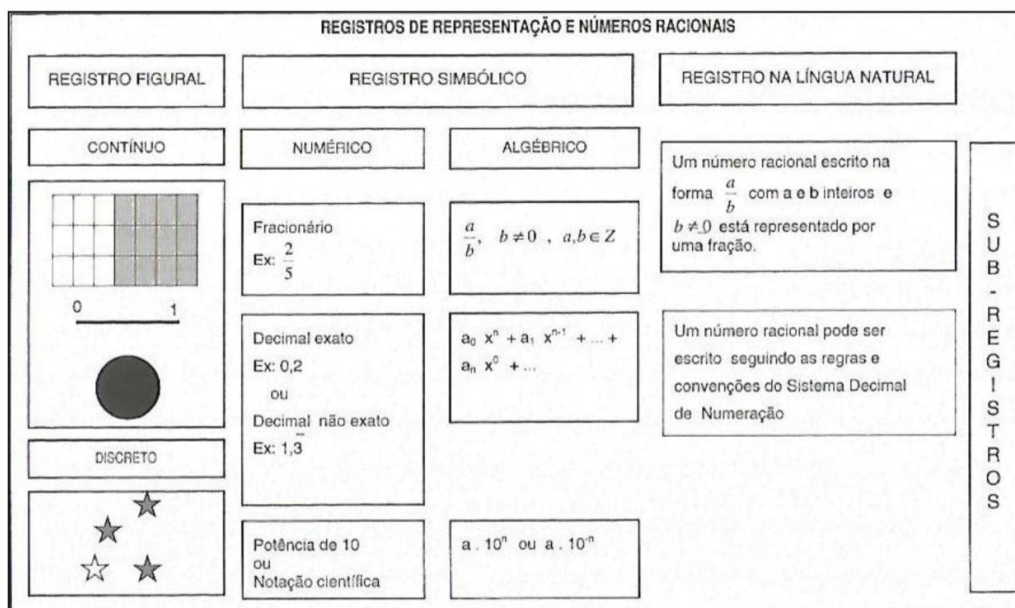 REGISTROS DE REPRESENTAÇÃO E NÚMEROS RACIONAIS
REGISTRO FIGURAL
REGISTRO SIMBÓLICO
REGISTRO NA LÍNGUA NATURAL
CONTÍNUO
NUMÉRICO
ALGÉBRICO
0 1
DISCRETO
Fracionário
Ex: 2/5
Decimal exato
Ex: 0,2
ou
Decimal não exato
Ex: 1,3̅
Potência de 10
ou
Notação científica
a/b, b ≠ 0 , a,b ∈ Z
a₀ xⁿ + a₁ xⁿ⁻¹ + ... +
aₙ x⁰ + ...
a . 10ⁿ ou a . 10⁻ⁿ
Um número racional escrito na
forma a/b com a e b inteiros e
b ≠ 0 está representado por
uma fração.
Um número racional pode ser
escrito seguindo as regras e
convenções do Sistema Decimal
de Numeração
SUB-REGISTROS